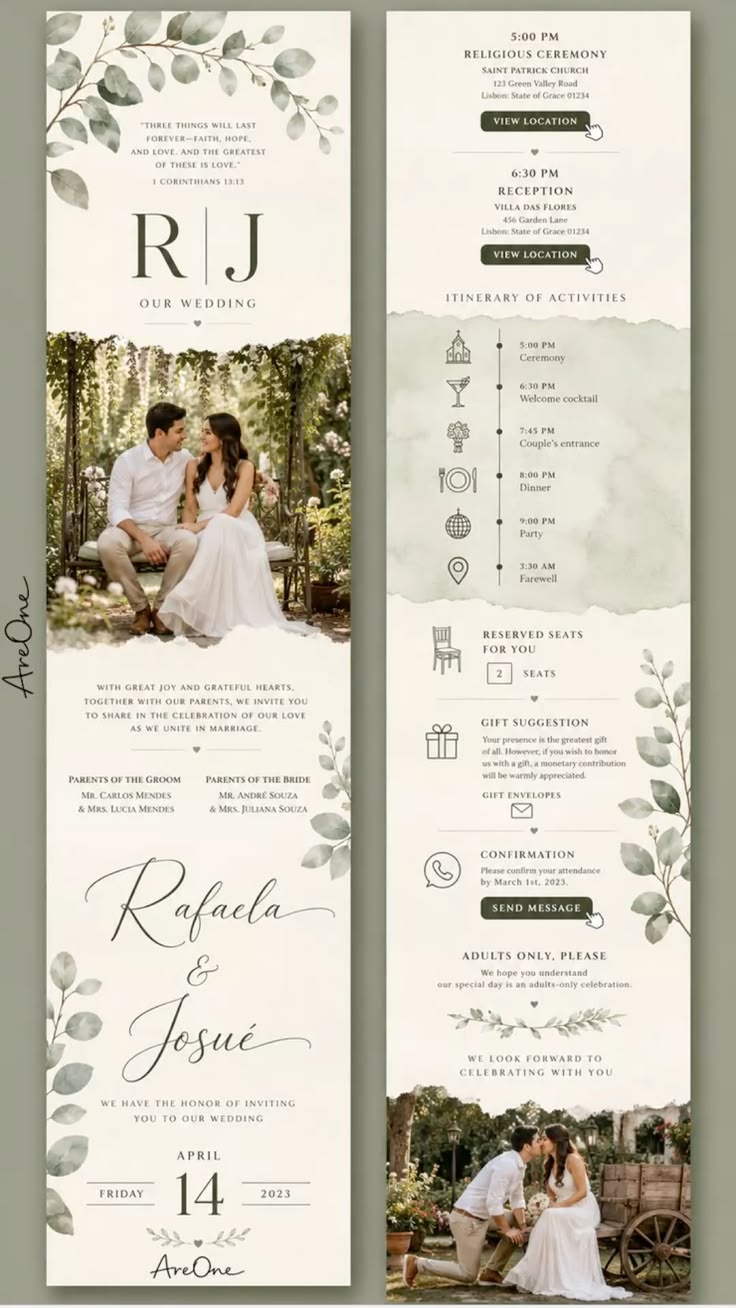 "THREE THINGS WILL LAST
FOREVER—FAITH, HOPE,
AND LOVE. AND THE GREATEST
OF THESE IS LOVE."
1 CORINTHIANS 13:13
R J
OUR WEDDING
AreOne
WITH GREAT JOY AND GRATEFUL HEARTS,
TOGETHER WITH OUR PARENTS, WE INVITE YOU
TO SHARE IN THE CELEBRATION OF OUR LOVE
AS WE UNITE IN MARRIAGE.
PARENTS OF THE GROOM
MR. CARLOS MENDES
& MRS. LUCIA MENDES
PARENTS OF THE BRIDE
MR. ANDRÉ SOUZA
& MRS. JULIANA SOUZA
Rafaela
&
Josué
WE HAVE THE HONOR OF INVITING
YOU TO OUR WEDDING
APRIL
FRIDAY 14 2023
AreOne
5:00 PM
RELIGIOUS CEREMONY
SAINT PATRICK CHURCH
123 Green Valley Road
Lisbon: State of Grace 01234
VIEW LOCATION
6:30 PM
RECEPTION
VILLA DAS FLORES
456 Garden Lane
Lisbon: State of Grace 01234
VIEW LOCATION
ITINERARY OF ACTIVITIES
5:00 PM
Ceremony
6:30 PM
Welcome cocktail
7:45 PM
Couple's entrance
8:00 PM
Dinner
9:00 PM
Party
3:30 AM
Farewell
RESERVED SEATS
FOR YOU
2 SEATS
GIFT SUGGESTION
Your presence is the greatest gift
of all. However, if you wish to honor
us with a gift, a monetary contribution
will be warmly appreciated.
GIFT ENVELOPES
CONFIRMATION
Please confirm your attendance
by March 1st, 2023.
SEND MESSAGE
ADULTS ONLY, PLEASE
We hope you understand
our special day is an adults-only celebration.
WE LOOK FORWARD TO
CELEBRATING WITH YOU